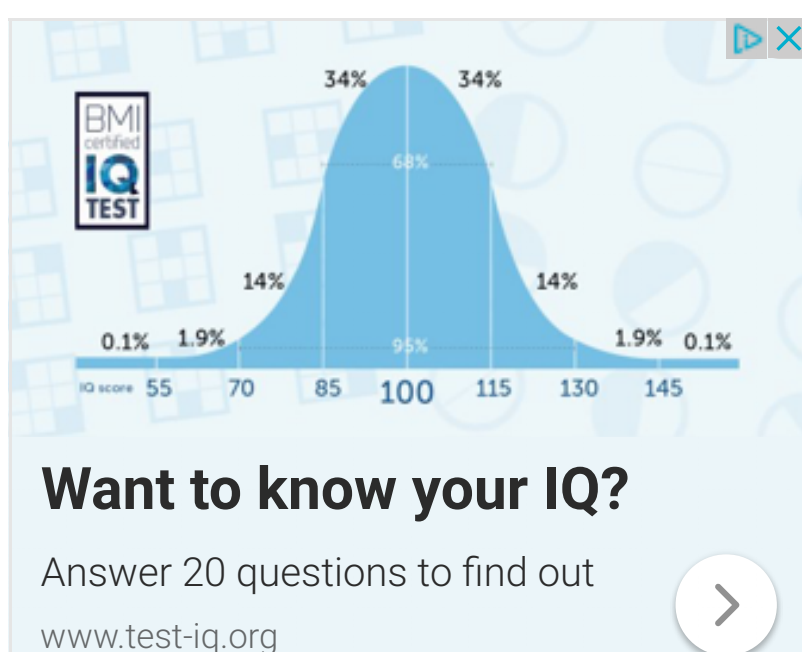 34% 34%
BMI
certified
IQ
TEST
68%
14% 14%
0.1% 1.9% 95% 1.9% 0.1%
IQ score 55 70 85 100 115 130 145
Want to know your IQ?
Answer 20 questions to find out
www.test-iq.org